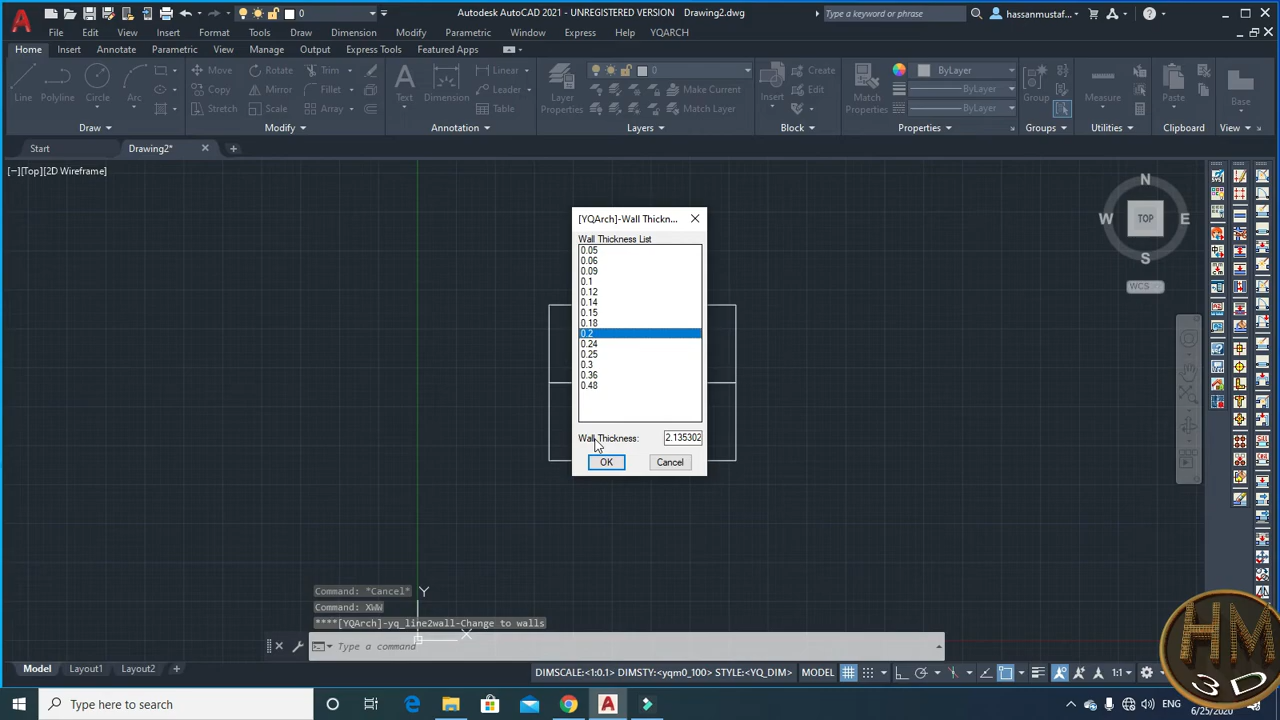 Autodesk AutoCAD 2021 - UNREGISTERED VERSION Drawing2.dwg
Type a keyword or phrase
hassanmustaf...
0
File Edit View Insert Format Tools Draw Dimension Modify Parametric Window Express Help YQARCH
Home Insert Annotate Parametric View Manage Output Express Tools Featured Apps
Line Polyline Circle Arc
Move Rotate Trim
Copy Mirror Fillet
Stretch Scale Array
Text Dimension
Linear
Leader
Table
Layer Properties
0
Make Current
Match Layer
Insert
Create
Edit
Match Properties
ByLayer
ByLayer
ByLayer
Group
Measure
Paste
Base
Draw Modify Annotation Layers Block Properties Groups Utilities Clipboard View
Start Drawing2*
[−][Top][2D Wireframe]
N
W TOP E
S
WCS
[YQArch]-Wall Thickn...
Wall Thickness List
0.05
0.06
0.09
0.1
0.12
0.14
0.15
0.18
0.2
0.24
0.25
0.3
0.36
0.48
Wall Thickness: 2.135302
OK Cancel
Command: *Cancel*
Y
Command: XWW
****[YQArch]-yq_line2wall-Change to walls
X
Type a command
Model Layout1 Layout2
DIMSCALE:<1:0.1> DIMSTY:<yqm0_100> STYLE:<YQ_DIM> MODEL
1:1
HM
3D
Type here to search
ENG
6/25/2020